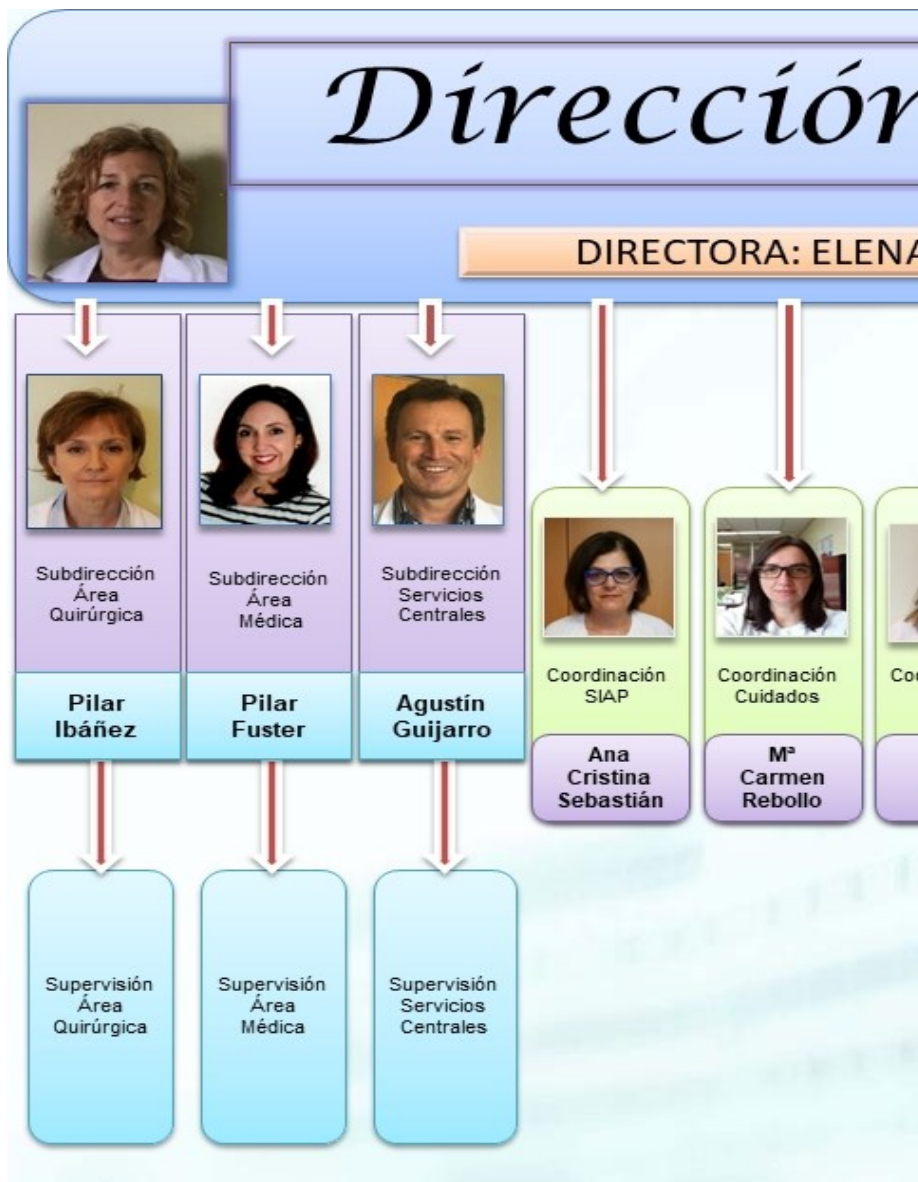 Dirección
DIRECTORA: ELENA
Subdirección
Área
Quirúrgica
Pilar
Ibáñez
Subdirección
Área
Médica
Pilar
Fuster
Subdirección
Servicios
Centrales
Agustín
Guijarro
Coordinación
SIAP
Ana
Cristina
Sebastián
Coordinación
Cuidados
Mª
Carmen
Rebollo
Supervisión
Área
Quirúrgica
Supervisión
Área
Médica
Supervisión
Servicios
Centrales